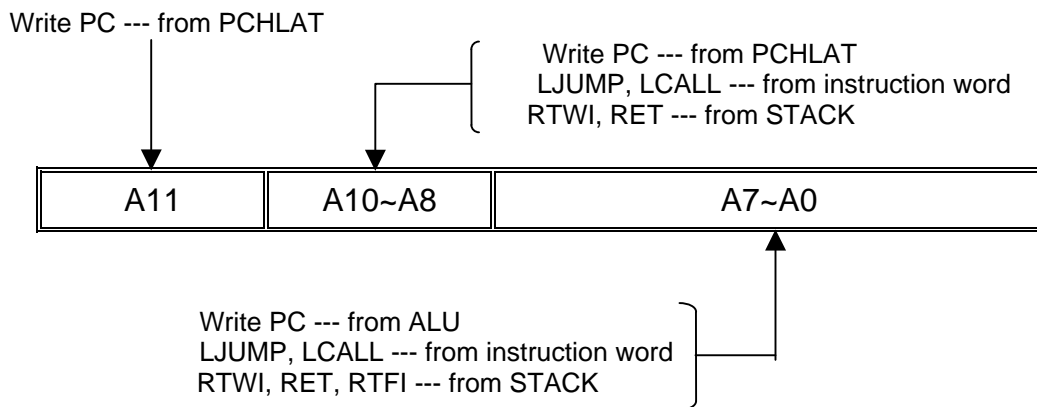 Write PC --- from PCHLAT
Write PC --- from PCHLAT
LJUMP, LCALL --- from instruction word
RTWI, RET --- from STACK
A11
A10~A8
A7~A0
Write PC --- from ALU
LJUMP, LCALL --- from instruction word
RTWI, RET, RTFI --- from STACK